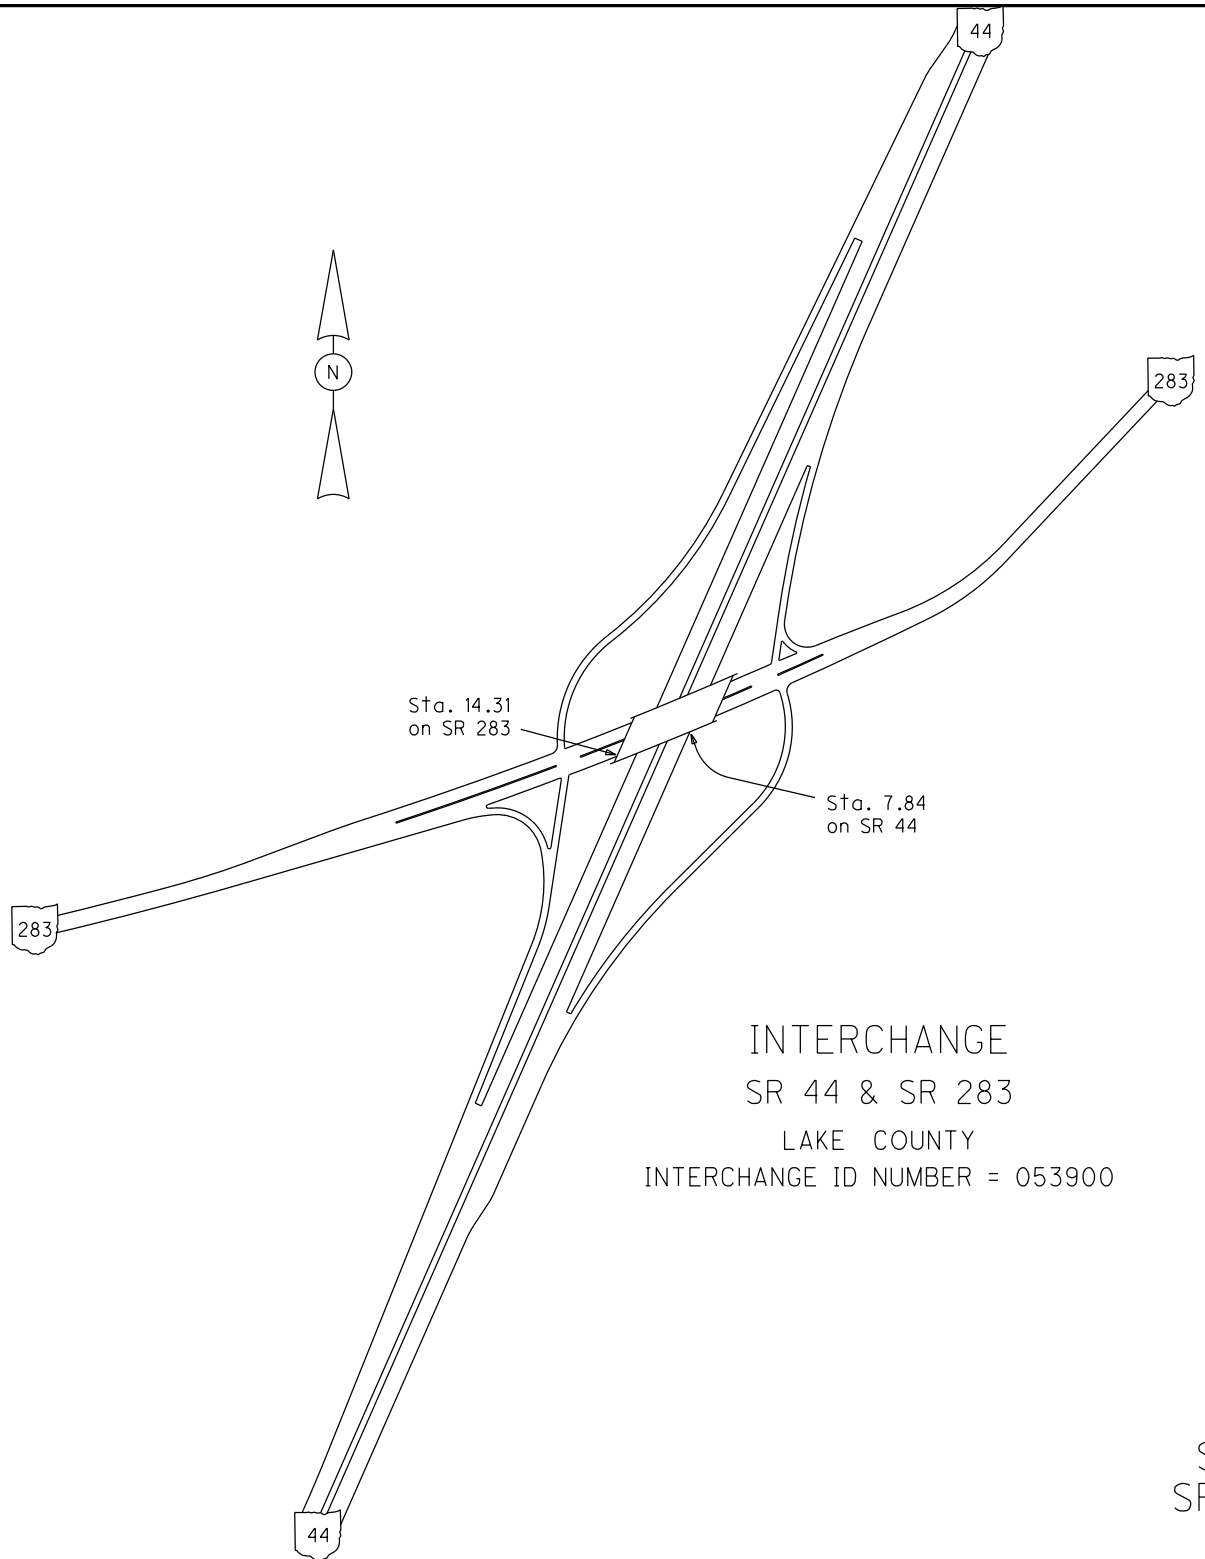 44
N
283
Sta. 14.31
on SR 283
Sta. 7.84
on SR 44
283
INTERCHANGE
SR 44 & SR 283
LAKE COUNTY
INTERCHANGE ID NUMBER = 053900
44